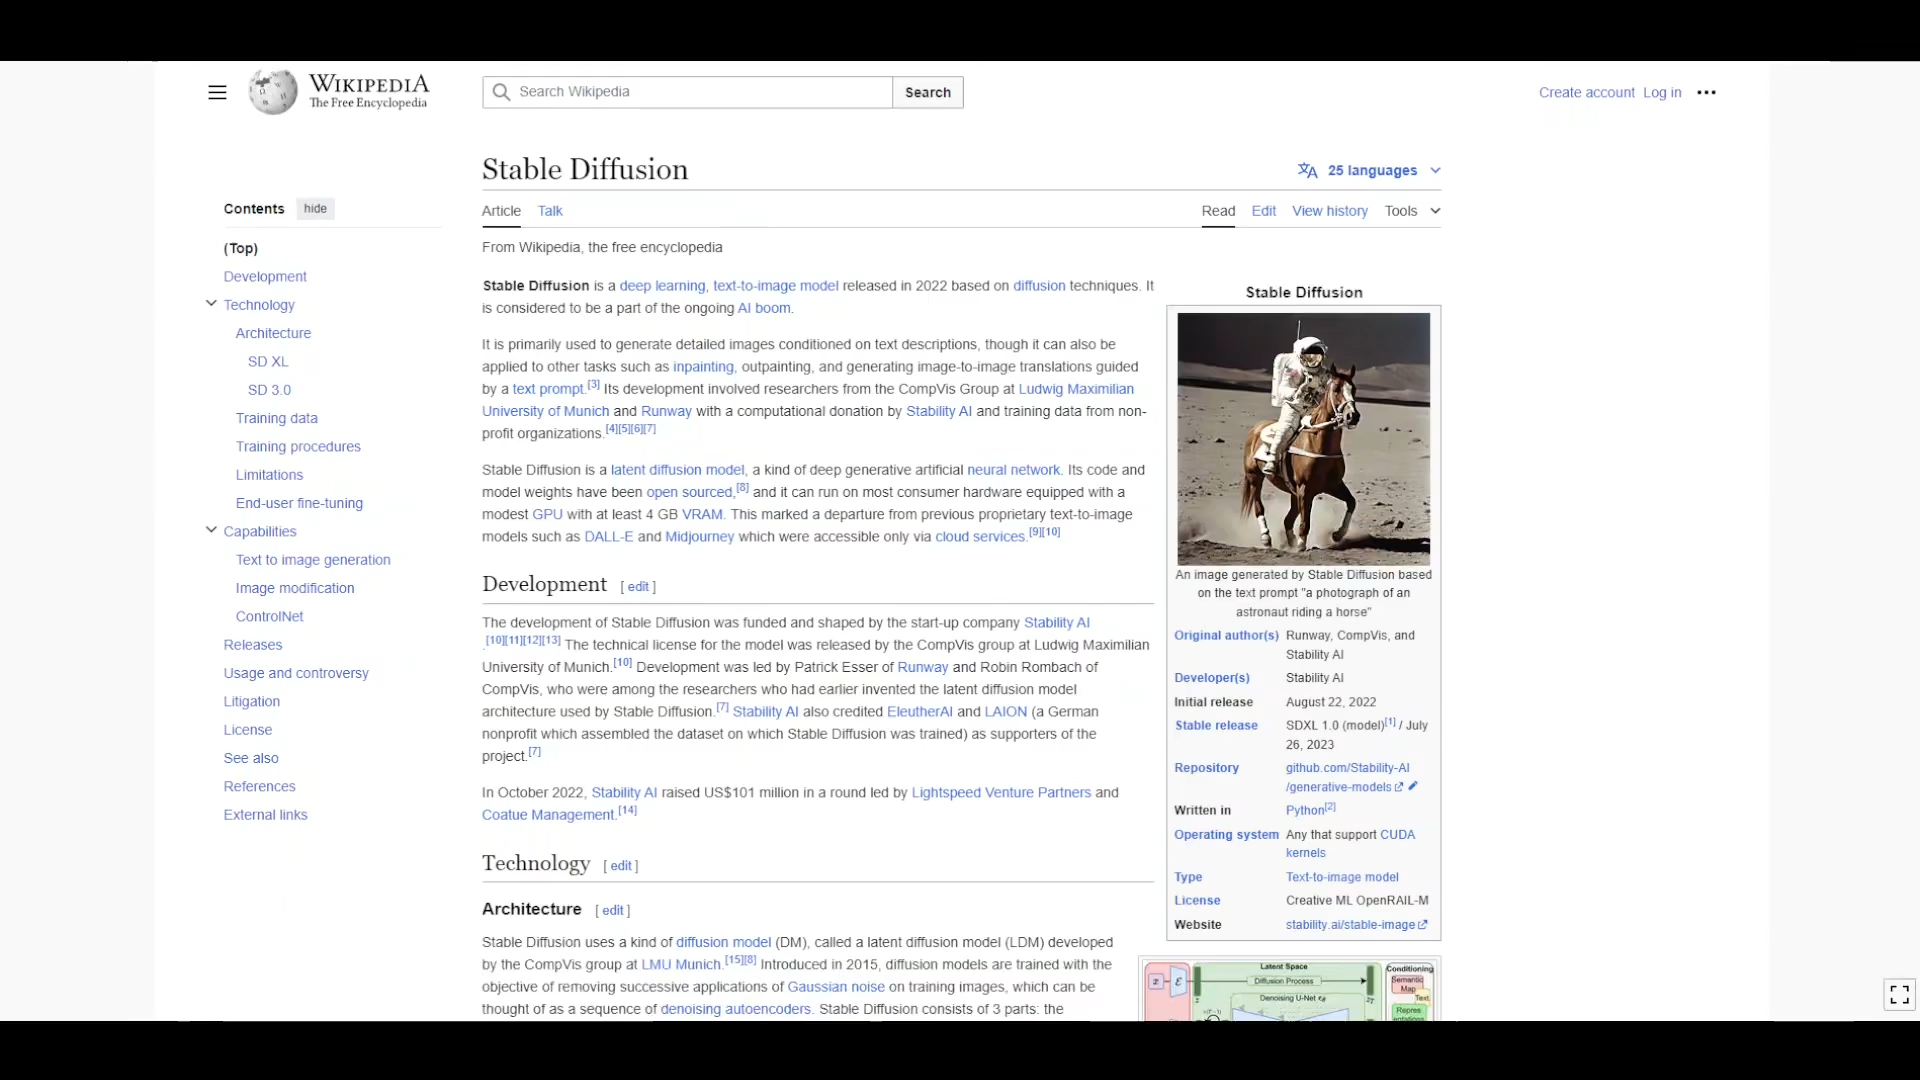 WIKIPEDIA
The Free Encyclopedia
Search Wikipedia
Search
Create account Log in
Stable Diffusion
25 languages
Contents hide
(Top)
Development
Technology
Architecture
SD XL
SD 3.0
Training data
Training procedures
Limitations
End-user fine-tuning
Capabilities
Text to image generation
Image modification
ControlNet
Releases
Usage and controversy
Litigation
License
See also
References
External links
Article Talk
Read Edit View history Tools
From Wikipedia, the free encyclopedia
Stable Diffusion is a deep learning, text-to-image model released in 2022 based on diffusion techniques. It
is considered to be a part of the ongoing AI boom.
It is primarily used to generate detailed images conditioned on text descriptions, though it can also be
applied to other tasks such as inpainting, outpainting, and generating image-to-image translations guided
by a text prompt.[3] Its development involved researchers from the CompVis Group at Ludwig Maximilian
University of Munich and Runway with a computational donation by Stability AI and training data from non-
profit organizations.[4][5][6][7]
Stable Diffusion is a latent diffusion model, a kind of deep generative artificial neural network. Its code and
model weights have been open sourced,[8] and it can run on most consumer hardware equipped with a
modest GPU with at least 4 GB VRAM. This marked a departure from previous proprietary text-to-image
models such as DALL-E and Midjourney which were accessible only via cloud services.[9][10]
Development [ edit ]
The development of Stable Diffusion was funded and shaped by the start-up company Stability AI
.[10][11][12][13] The technical license for the model was released by the CompVis group at Ludwig Maximilian
University of Munich.[10] Development was led by Patrick Esser of Runway and Robin Rombach of
CompVis, who were among the researchers who had earlier invented the latent diffusion model
architecture used by Stable Diffusion.[7] Stability AI also credited EleutherAI and LAION (a German
nonprofit which assembled the dataset on which Stable Diffusion was trained) as supporters of the
project.[7]
In October 2022, Stability AI raised US$101 million in a round led by Lightspeed Venture Partners and
Coatue Management.[14]
Technology [ edit ]
Architecture [ edit ]
Stable Diffusion uses a kind of diffusion model (DM), called a latent diffusion model (LDM) developed
by the CompVis group at LMU Munich.[15][8] Introduced in 2015, diffusion models are trained with the
objective of removing successive applications of Gaussian noise on training images, which can be
thought of as a sequence of denoising autoencoders. Stable Diffusion consists of 3 parts: the
Stable Diffusion
An image generated by Stable Diffusion based
on the text prompt "a photograph of an
astronaut riding a horse"
Original author(s) Runway, CompVis, and
Stability AI
Developer(s) Stability AI
Initial release August 22, 2022
Stable release SDXL 1.0 (model)[1] / July
26, 2023
Repository github.com/Stability-AI
/generative-models
Written in Python[2]
Operating system Any that support CUDA
kernels
Type Text-to-image model
License Creative ML OpenRAIL-M
Website stability.ai/stable-image
Latent Space
Conditioning
Diffusion Process
Semantic
Map
Denoising U-Net
Text
Repres
entations